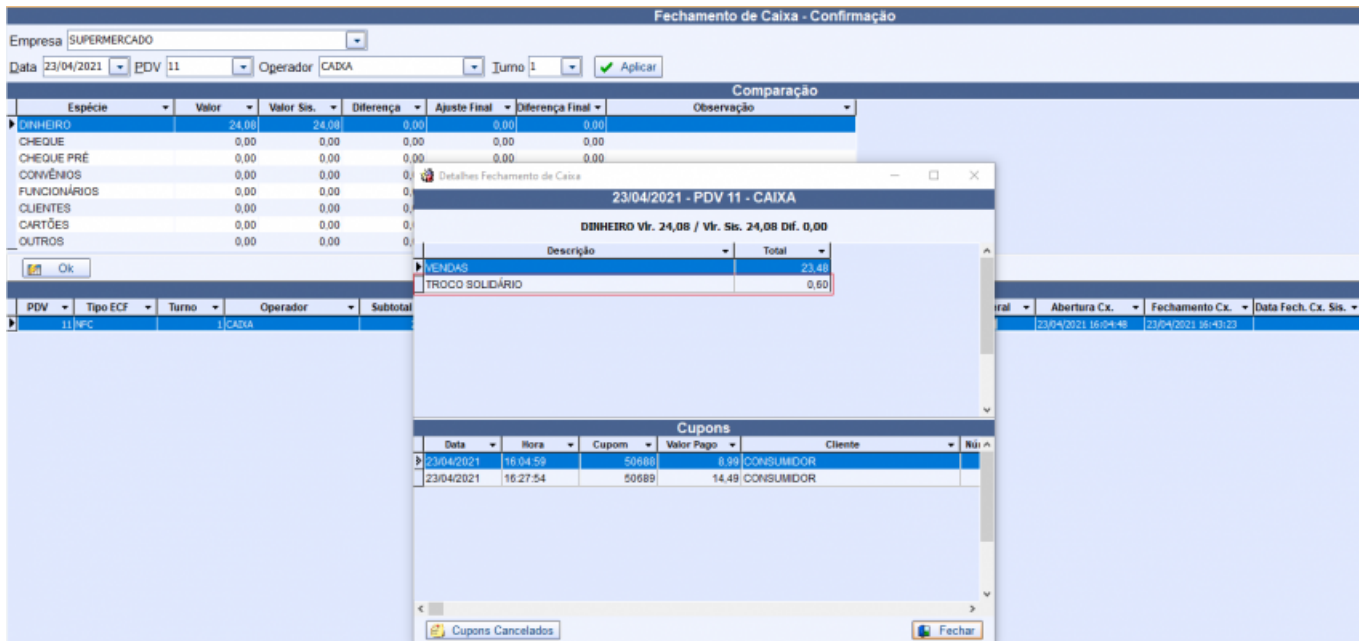 Fechamento de Caixa - Confirmação
Empresa SUPERMERCADO
Data 23/04/2021 PDV 11 Operador CAIXA Turno 1 Aplicar
Comparação
Espécie Valor Valor Sis. Diferença Ajuste Final Diferença Final Observação
DINHEIRO 24,08 24,08 0,00 0,00 0,00
CHEQUE 0,00 0,00 0,00 0,00 0,00
CHEQUE PRÉ 0,00 0,00 0,00 0,00 0,00
CONVÊNIOS 0,00 0,00
FUNCIONÁRIOS 0,00 0,00
CLIENTES 0,00 0,00
CARTÕES 0,00 0,00
OUTROS 0,00 0,00
Ok
PDV Tipo ECF Turno Operador Subtotal
11 NFC 1 CAIXA
Detalhes Fechamento de Caixa
23/04/2021 - PDV 11 - CAIXA
DINHEIRO Vlr. 24,08 / Vlr. Sis. 24,08 Dif. 0,00
Descrição Total
VENDAS 23,48
TROCO SOLIDÁRIO 0,60
Cupons
Data Hora Cupom Valor Pago Cliente
23/04/2021 16:04:59 50688 8,99 CONSUMIDOR
23/04/2021 16:27:54 50689 14,49 CONSUMIDOR
Cupons Cancelados Fechar
Abertura Cx. Fechamento Cx. Data Fech. Cx. Sis.
23/04/2021 16:04:48 23/04/2021 16:43:23